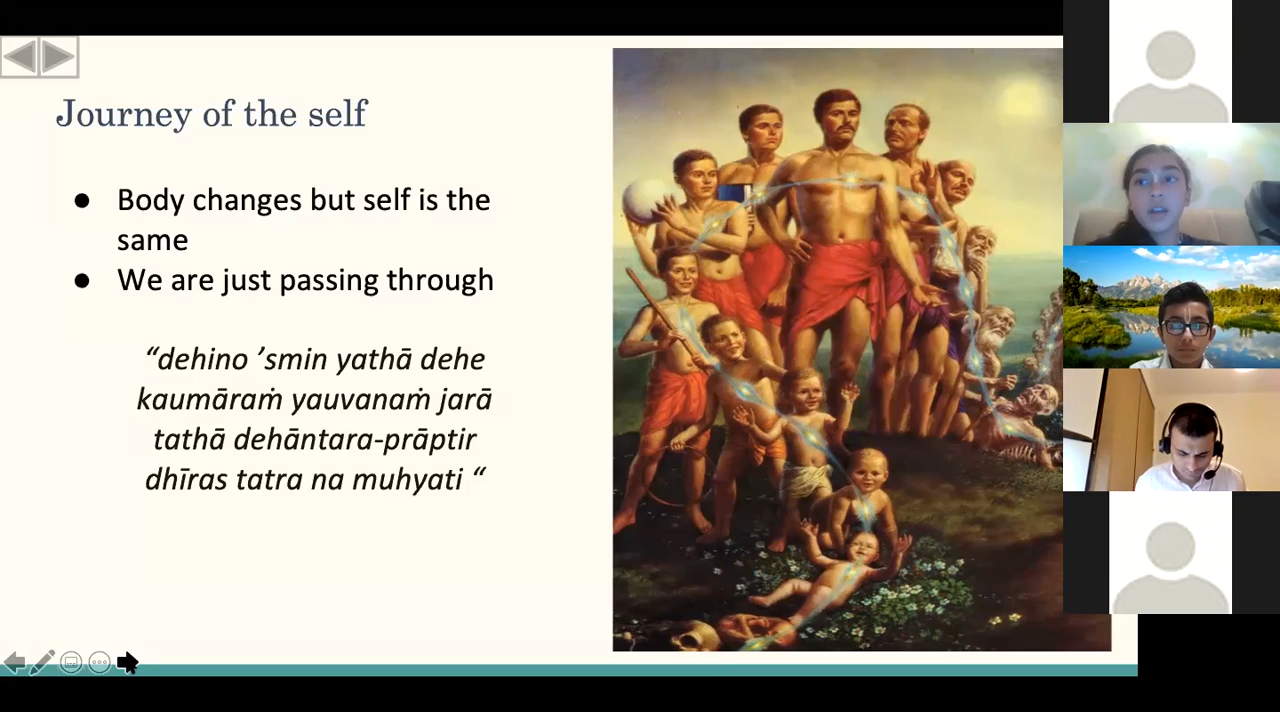 Journey of the self
● Body changes but self is the
same
● We are just passing through
“dehino ’smin yathā dehe
kaumāraṁ yauvanaṁ jarā
tathā dehāntara-prāptir
dhīras tatra na muhyati “